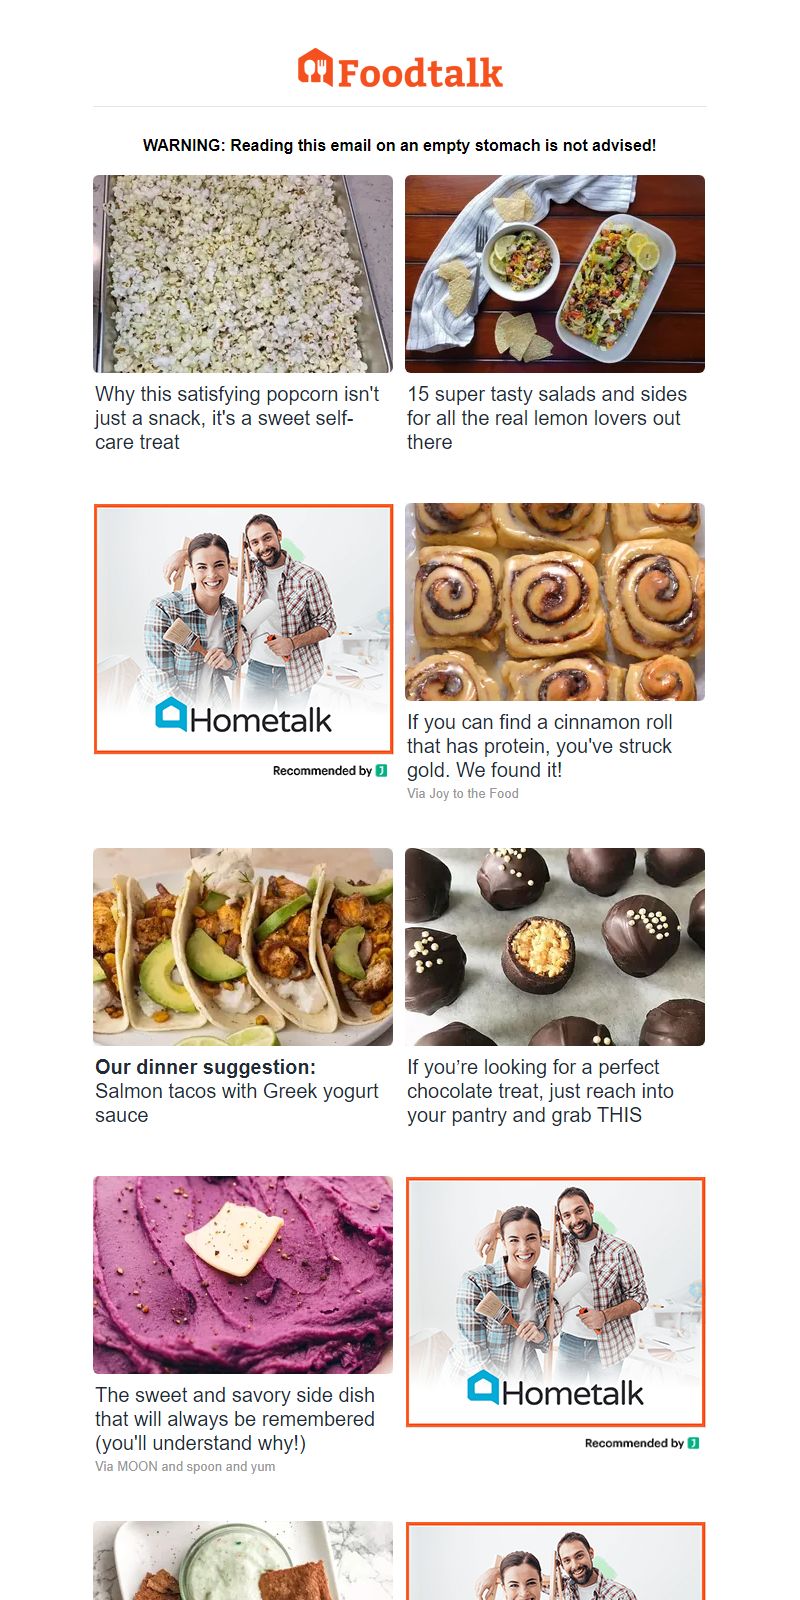 Foodtalk
WARNING: Reading this email on an empty stomach is not advised!
Why this satisfying popcorn isn't
just a snack, it's a sweet self-
care treat
15 super tasty salads and sides
for all the real lemon lovers out
there
Hometalk
Recommended by
If you can find a cinnamon roll
that has protein, you've struck
gold. We found it!
Via Joy to the Food
Our dinner suggestion:
Salmon tacos with Greek yogurt
sauce
If you’re looking for a perfect
chocolate treat, just reach into
your pantry and grab THIS
The sweet and savory side dish
that will always be remembered
(you'll understand why!)
Via MOON and spoon and yum
Hometalk
Recommended by